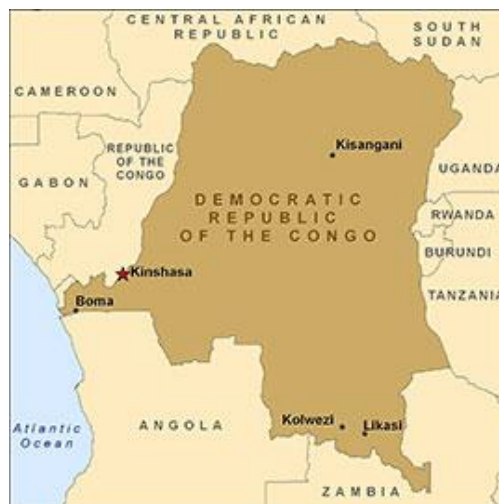 CENTRAL AFRICAN
REPUBLIC
SOUTH
SUDAN
CAMEROON
REPUBLIC
OF THE
CONGO
Kisangani
GABON
UGANDA
DEMOCRATIC
REPUBLIC
OF THE CONGO
RWANDA
BURUNDI
Kinshasa
TANZANIA
Boma
Atlantic
Ocean
ANGOLA
Kolwezi
Likasi
ZAMBIA